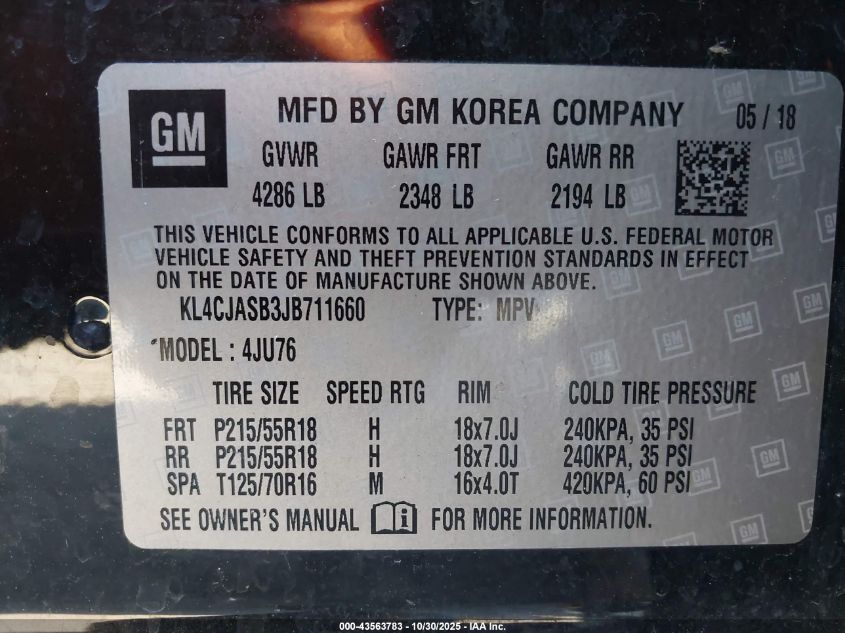 GM
MFD BY GM KOREA COMPANY 05 / 18
GVWR GAWR FRT GAWR RR
4286 LB 2348 LB 2194 LB
THIS VEHICLE CONFORMS TO ALL APPLICABLE U.S. FEDERAL MOTOR
VEHICLE SAFETY AND THEFT PREVENTION STANDARDS IN EFFECT
ON THE DATE OF MANUFACTURE SHOWN ABOVE.
KL4CJASB3JB711660 TYPE: MPV
MODEL : 4JU76
TIRE SIZE SPEED RTG RIM COLD TIRE PRESSURE
FRT P215/55R18 H 18x7.0J 240KPA, 35 PSI
RR P215/55R18 H 18x7.0J 240KPA, 35 PSI
SPA T125/70R16 M 16x4.0T 420KPA, 60 PSI
SEE OWNER'S MANUAL FOR MORE INFORMATION.
000-43563783 - 10/30/2025 - IAA Inc.